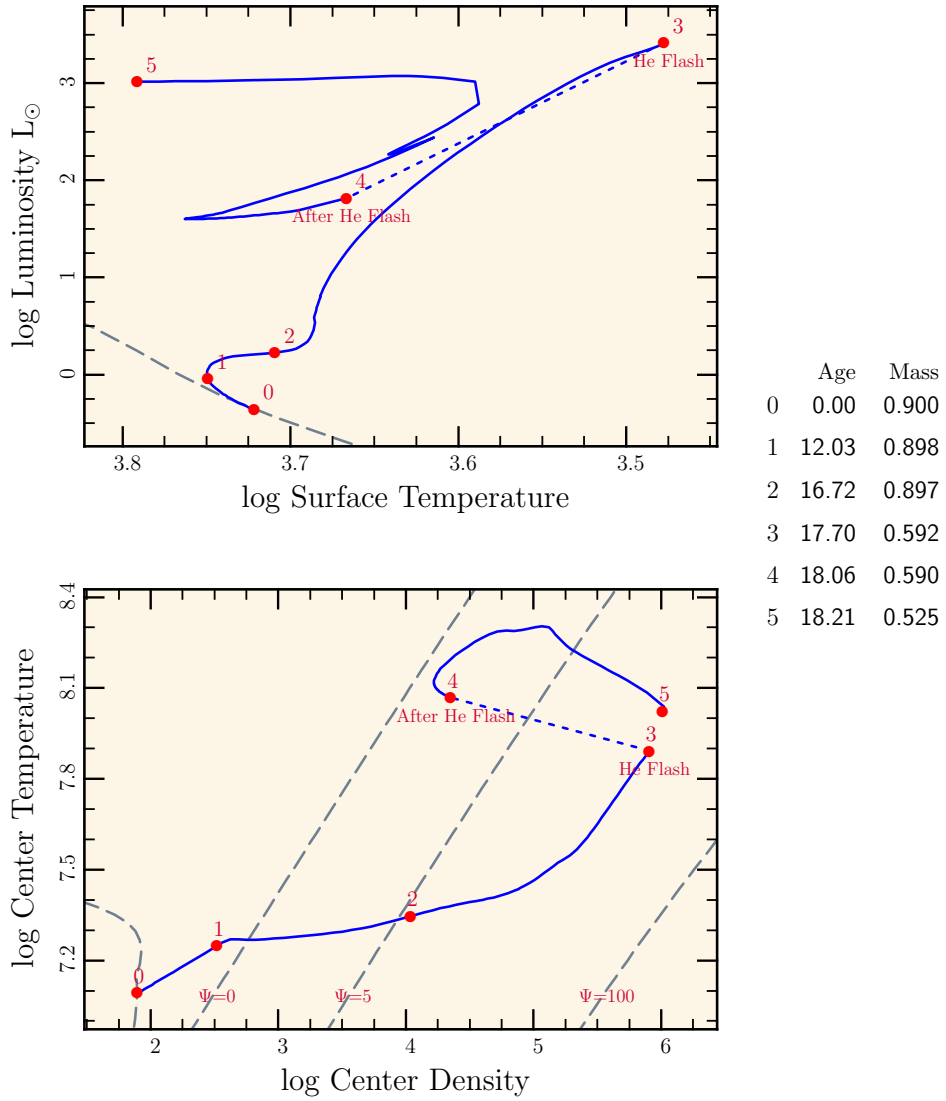 3
He Flash
5
4
After He Flash
2
1
0
3
2
1
0
log Luminosity L⊙
3.8
3.7
3.6
3.5
log Surface Temperature
Age Mass
0 0.00 0.900
1 12.03 0.898
2 16.72 0.897
3 17.70 0.592
4 18.06 0.590
5 18.21 0.525
8.4
8.1
7.8
7.5
7.2
log Center Temperature
4
After He Flash
5
3
He Flash
2
1
0
Ψ=0
Ψ=5
Ψ=100
2
3
4
5
6
log Center Density